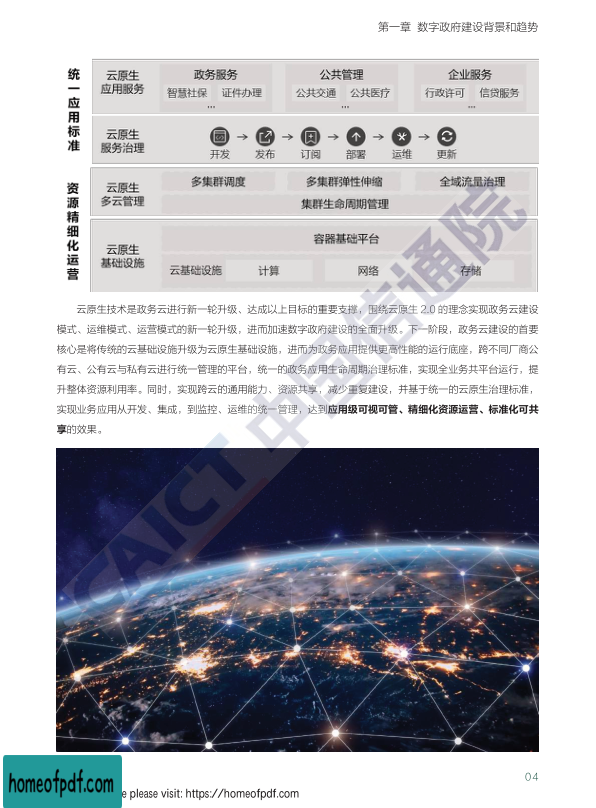 第一章 数字政府建设背景和趋势
统一应用标准
云原生
应用服务
政务服务
公共管理
企业服务
智慧社保
证件办理
公共交通
公共医疗
行政许可
信贷服务
...
...
...
云原生
服务治理
开发
发布
订阅
部署
运维
更新
资源精细化运营
云原生
多云管理
多集群调度
多集群弹性伸缩
全域流量治理
集群生命周期管理
云原生
基础设施
容器基础平台
云基础设施
计算
网络
存储
云原生技术是政务云进行新一轮升级、达成以上目标的重要支撑，围绕云原生 2.0 的理念实现政务云建设
模式、运维模式、运营模式的新一轮升级，进而加速数字政府建设的全面升级。下一阶段，政务云建设的首要
核心是将传统的云基础设施升级为云原生基础设施，进而为政务应用提供更高性能的运行底座，跨不同厂商公
有云、公有云与私有云进行统一管理的平台，统一的政务应用生命周期治理标准，实现全业务共平台运行，提
升整体资源利用率。同时，实现跨云的通用能力、资源共享，减少重复建设，并基于统一的云原生治理标准，
实现业务应用从开发、集成，到监控、运维的统一管理，达到应用级可视可管、精细化资源运营、标准化可共
享的效果。
CAICT 中国信通院
04
homeofpdf.com
e please visit: https://homeofpdf.com